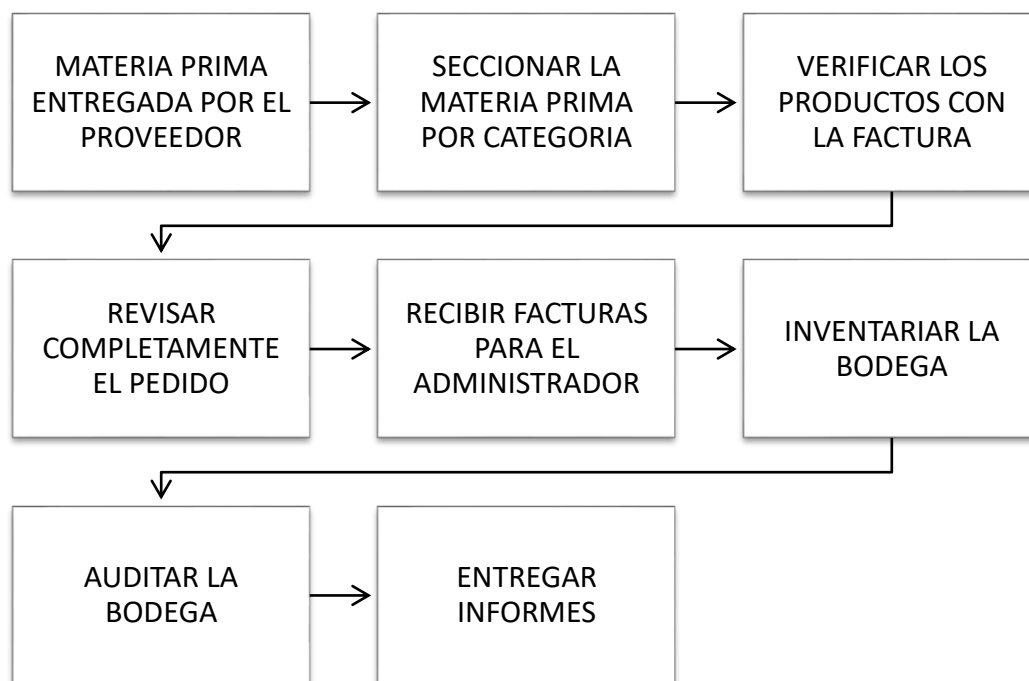 MATERIA PRIMA
ENTREGADA POR EL
PROVEEDOR
SECCIONAR LA
MATERIA PRIMA
POR CATEGORIA
VERIFICAR LOS
PRODUCTOS CON
LA FACTURA
REVISAR
COMPLETAMENTE
EL PEDIDO
RECIBIR FACTURAS
PARA EL
ADMINISTRADOR
INVENTARIAR LA
BODEGA
AUDITAR LA
BODEGA
ENTREGAR
INFORMES